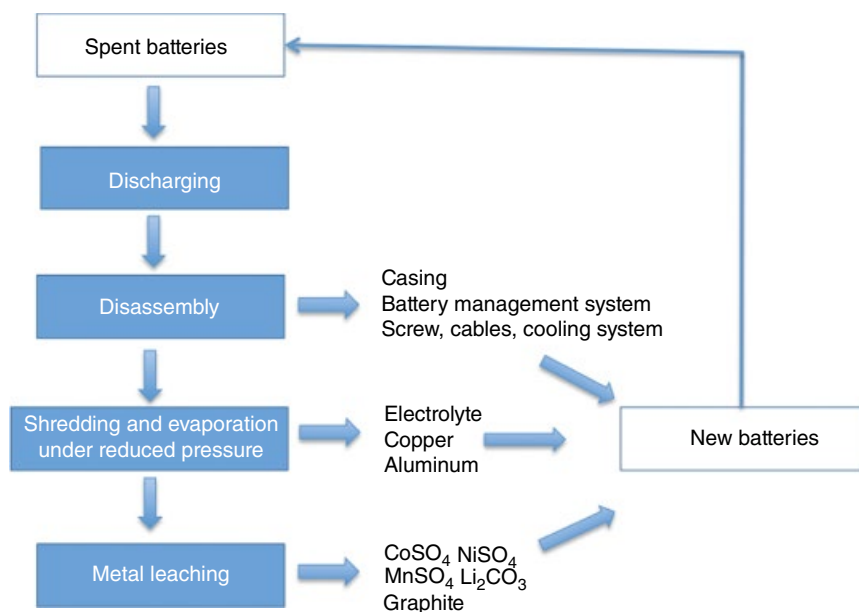 Spent batteries
Discharging
Disassembly
Casing
Battery management system
Screw, cables, cooling system
Shredding and evaporation
under reduced pressure
Electrolyte
Copper
Aluminum
New batteries
Metal leaching
CoSO₄ NiSO₄
MnSO₄ Li₂CO₃
Graphite